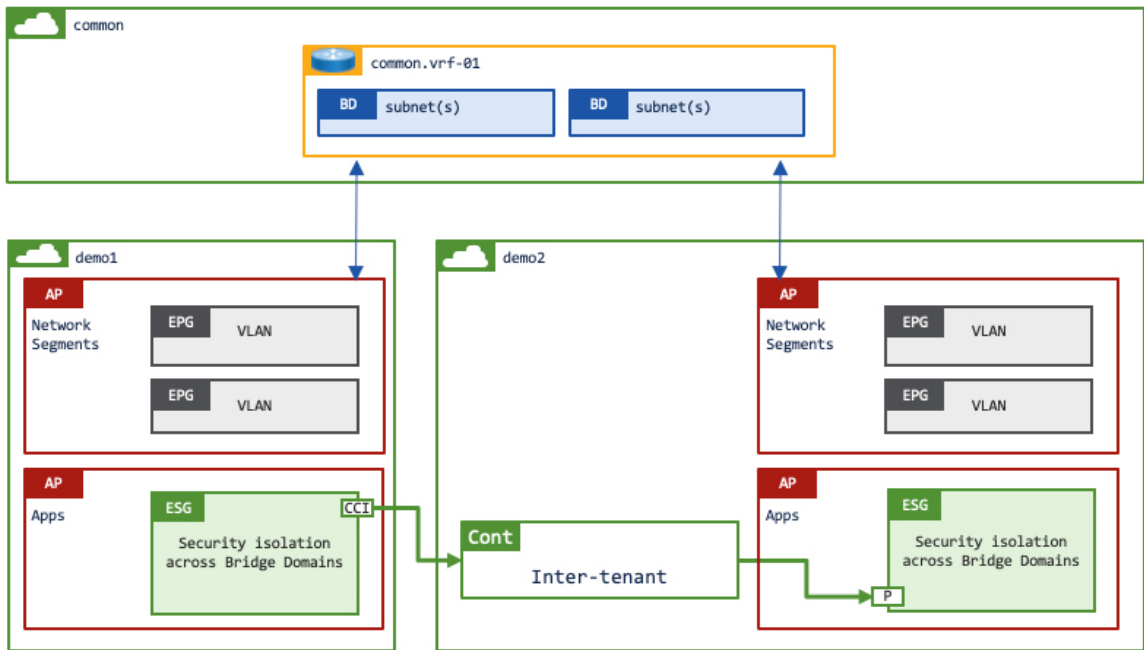 common
common.vrf-01
BD subnet(s)
BD subnet(s)
demo1
AP
Network
Segments
EPG VLAN
EPG VLAN
AP
Apps
ESG
CCI
Security isolation
across Bridge Domains
demo2
Cont
Inter-tenant
AP
Network
Segments
EPG VLAN
EPG VLAN
AP
Apps
ESG
Security isolation
across Bridge Domains
P